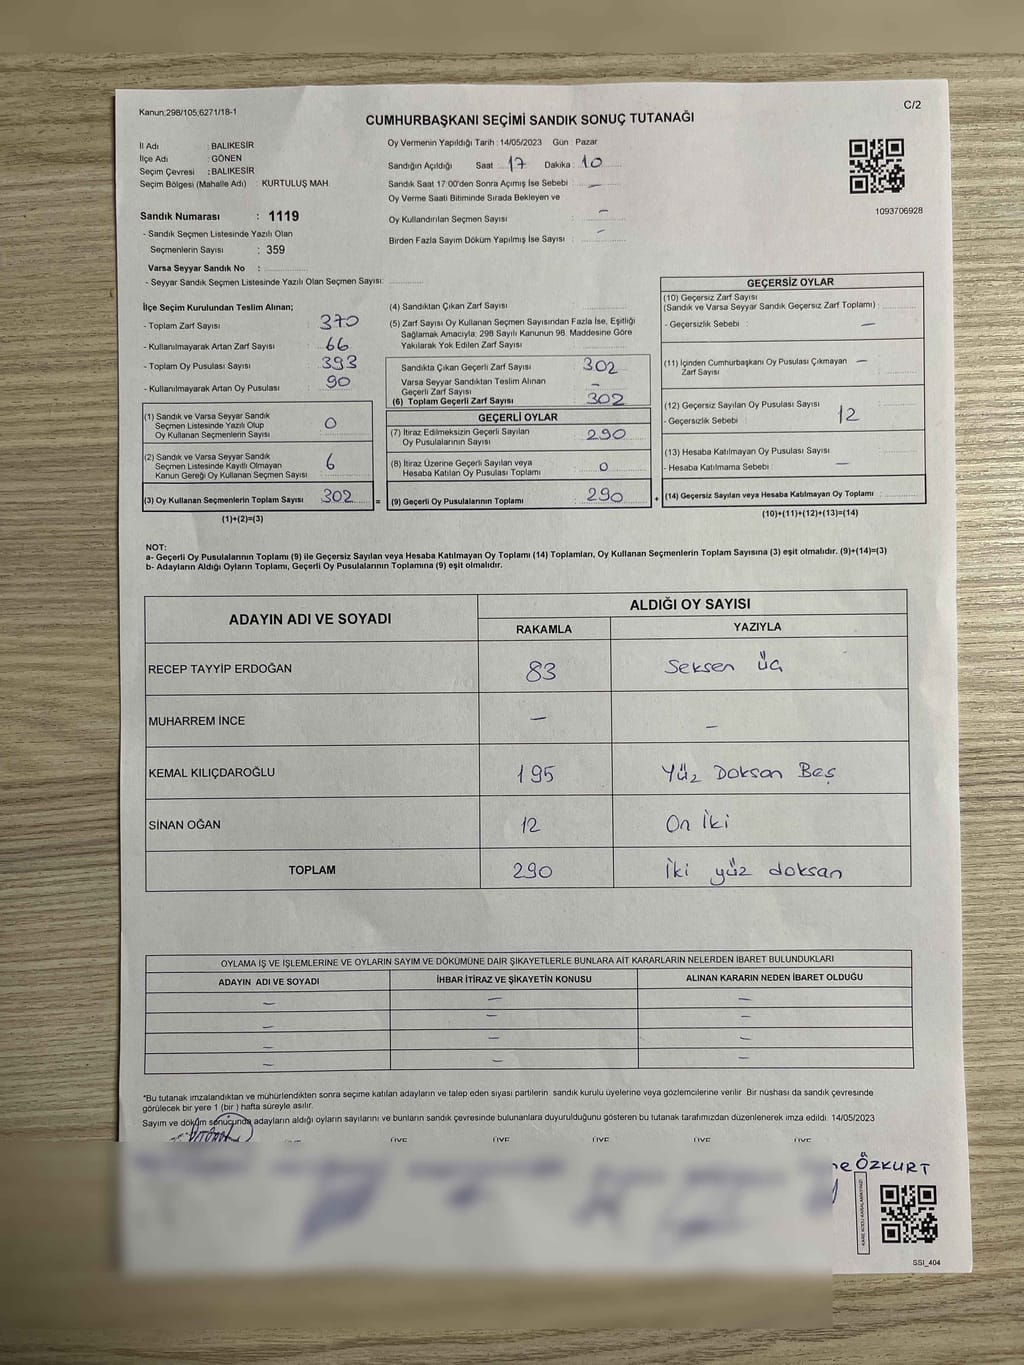 Kanun;298/105,6271/18-1
C/2
CUMHURBAŞKANI SEÇİMİ SANDIK SONUÇ TUTANAĞI
İl Adı : BALIKESİR
İlçe Adı : GÖNEN
Seçim Çevresi : BALIKESİR
Seçim Bölgesi (Mahalle Adı) : KURTULUŞ MAH.
Sandık Numarası : 1119
- Sandık Seçmen Listesinde Yazılı Olan
Seçmenlerin Sayısı : 359
Varsa Seyyar Sandık No :
- Seyyar Sandık Seçmen Listesinde Yazılı Olan Seçmen Sayısı:
Oy Vermenin Yapıldığı Tarih : 14/05/2023 Gün : Pazar
Sandığın Açıldığı Saat : 17 Dakika : 10
Sandık Saat 17:00'den Sonra Açımış İse Sebebi : —
Oy Verme Saati Bitiminde Sırada Bekleyen ve
Oy Kullandırılan Seçmen Sayısı : —
Birden Fazla Sayım Döküm Yapılmış İse Sayısı : -
1093706928
İlçe Seçim Kurulundan Teslim Alınan;
- Toplam Zarf Sayısı : 370
- Kullanılmayarak Artan Zarf Sayısı : 66
- Toplam Oy Pusulası Sayısı : 393
- Kullanılmayarak Artan Oy Pusulası : 90
(1) Sandık ve Varsa Seyyar Sandık
Seçmen Listesinde Yazılı Olup
Oy Kullanan Seçmenlerin Sayısı 0
(2) Sandık ve Varsa Seyyar Sandık
Seçmen Listesinde Kayıtlı Olmayan
Kanun Gereği Oy Kullanan Seçmen Sayısı 6
(3) Oy Kullanan Seçmenlerin Toplam Sayısı 302 =
(1)+(2)=(3)
(4) Sandıktan Çıkan Zarf Sayısı :
(5) Zarf Sayısı Oy Kullanan Seçmen Sayısından Fazla İse, Eşitliği
Sağlamak Amacıyla; 298 Sayılı Kanunun 98. Maddesine Göre
Yakılarak Yok Edilen Zarf Sayısı :
Sandıkta Çıkan Geçerli Zarf Sayısı : 302
Varsa Seyyar Sandıktan Teslim Alınan
Geçerli Zarf Sayısı : -
(6) Toplam Geçerli Zarf Sayısı : 302
GEÇERLİ OYLAR
(7) İtiraz Edilmeksizin Geçerli Sayılan
Oy Pusulalarının Sayısı : 290
(8) İtiraz Üzerine Geçerli Sayılan veya
Hesaba Katılan Oy Pusulası Toplamı : 0
(9) Geçerli Oy Pusulalarının Toplamı : 290 +
GEÇERSİZ OYLAR
(10) Geçersiz Zarf Sayısı
(Sandık ve Varsa Seyyar Sandık Geçersiz Zarf Toplamı) :
- Geçersizlik Sebebi : —
(11) İçinden Cumhurbaşkanı Oy Pusulası Çıkmayan —
Zarf Sayısı :
(12) Geçersiz Sayılan Oy Pusulası Sayısı : 12
- Geçersizlik Sebebi :
(13) Hesaba Katılmayan Oy Pusulası Sayısı :
- Hesaba Katılmama Sebebi : —
(14) Geçersiz Sayılan veya Hesaba Katılmayan Oy Toplamı :
(10)+(11)+(12)+(13)=(14)
NOT:
a- Geçerli Oy Pusulalarının Toplamı (9) ile Geçersiz Sayılan veya Hesaba Katılmayan Oy Toplamı (14) Toplamları, Oy Kullanan Seçmenlerin Toplam Sayısına (3) eşit olmalıdır. (9)+(14)=(3)
b- Adayların Aldığı Oyların Toplamı, Geçerli Oy Pusulalarının Toplamına (9) eşit olmalıdır.
ADAYIN ADI VE SOYADI ALDIĞI OY SAYISI
RAKAMLA YAZIYLA
RECEP TAYYİP ERDOĞAN 83 Seksen üç
MUHARREM İNCE — —
KEMAL KILIÇDAROĞLU 195 Yüz Doksan Beş
SİNAN OĞAN 12 On iki
TOPLAM 290 İki yüz doksan
OYLAMA İŞ VE İŞLEMLERİNE VE OYLARIN SAYIM VE DÖKÜMÜNE DAİR ŞİKAYETLERLE BUNLARA AİT KARARLARIN NELERDEN İBARET BULUNDUKLARI
ADAYIN ADI VE SOYADI İHBAR İTİRAZ VE ŞİKAYETİN KONUSU ALINAN KARARIN NEDEN İBARET OLDUĞU
— — —
— — —
— — —
— — —
*Bu tutanak imzalandıktan ve mühürlendikten sonra seçime katılan adayların ve talep eden siyasi partilerin sandık kurulu üyelerine veya gözlemcilerine verilir. Bir nüshası da sandık çevresinde
görülecek bir yere 1 (bir ) hafta süreyle asılır.
Sayım ve döküm sonucunda adayların aldığı oyların sayılarını ve bunların sandık çevresinde bulunanlara duyurulduğunu gösteren bu tutanak tarafımızdan düzenlenerek imza edildi. 14/05/2023
ÖZKURT
SSİ_404